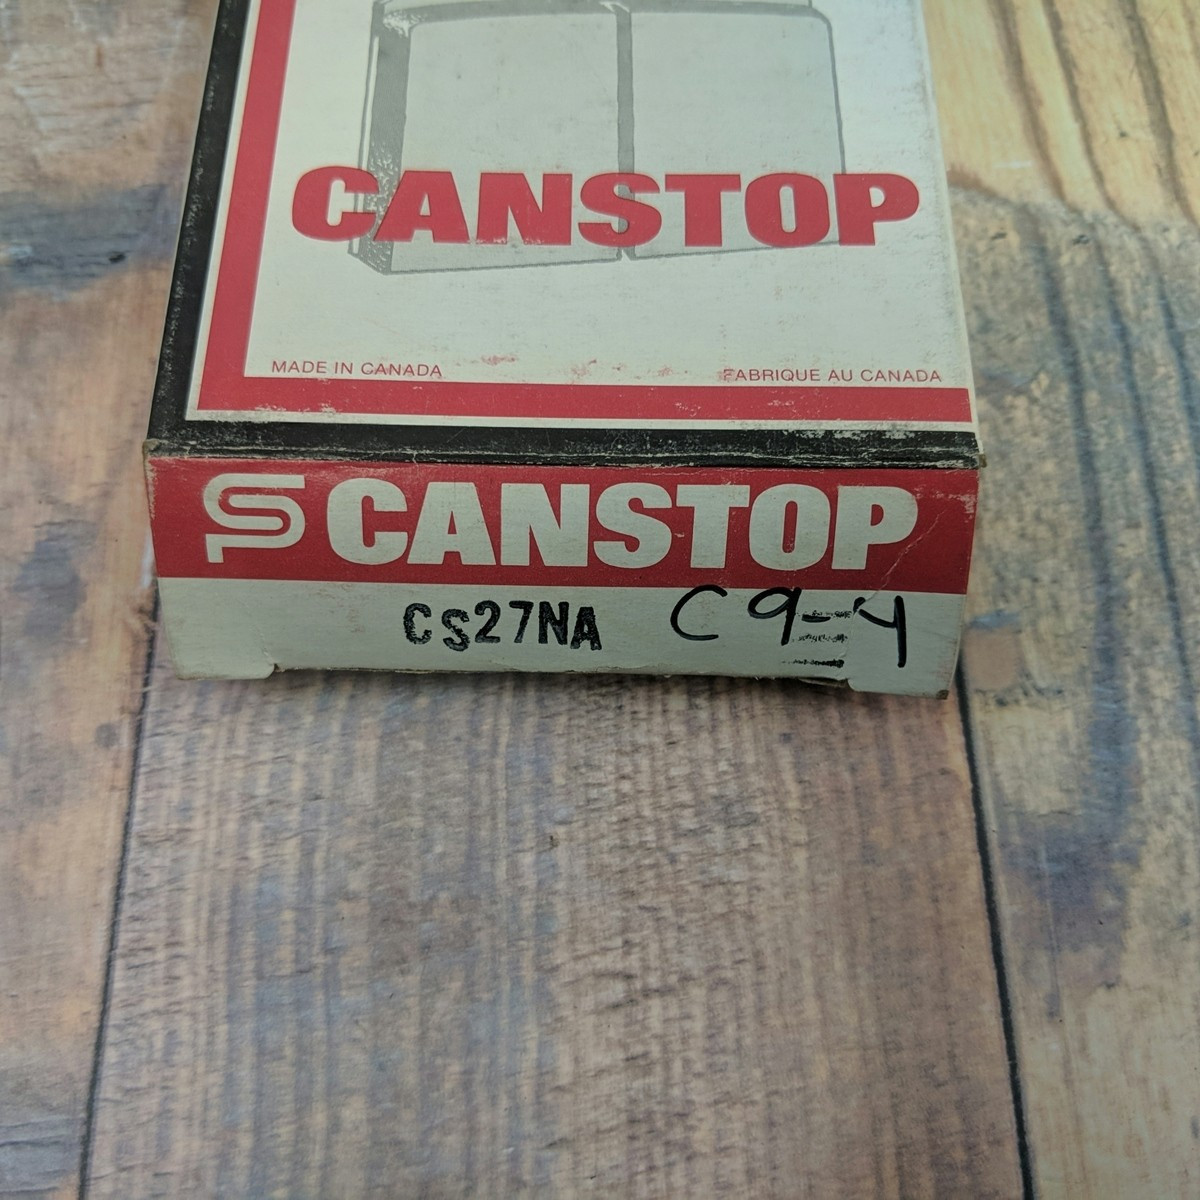 CANSTOP
MADE IN CANADA FABRIQUE AU CANADA
CANSTOP
CS27NA C9-4